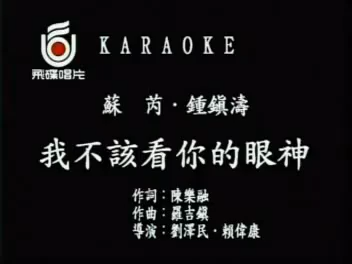 KARAOKE
飛碟唱片
蘇 芮·鍾鎮濤
我不該看你的眼神
作詞：陳樂融
作曲：羅吉鎮
導演：劉澤民·賴偉康